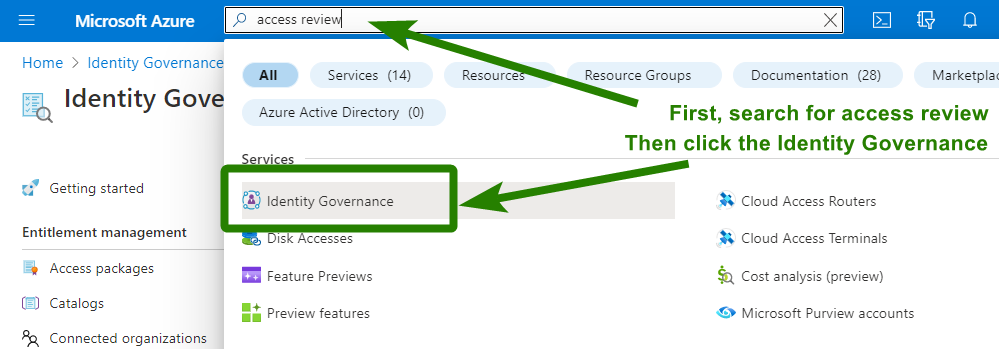 Microsoft Azure
access review
Home > Identity Governance
Identity Gove
All
Services (14)
Resources
Resource Groups
Documentation (28)
Marketplac
Azure Active Directory (0)
First, search for access review
Then click the Identity Governance
Services
Getting started
Identity Governance
Cloud Access Routers
Entitlement management
Disk Accesses
Cloud Access Terminals
Access packages
Feature Previews
Cost analysis (preview)
Catalogs
Preview features
Microsoft Purview accounts
Connected organizations